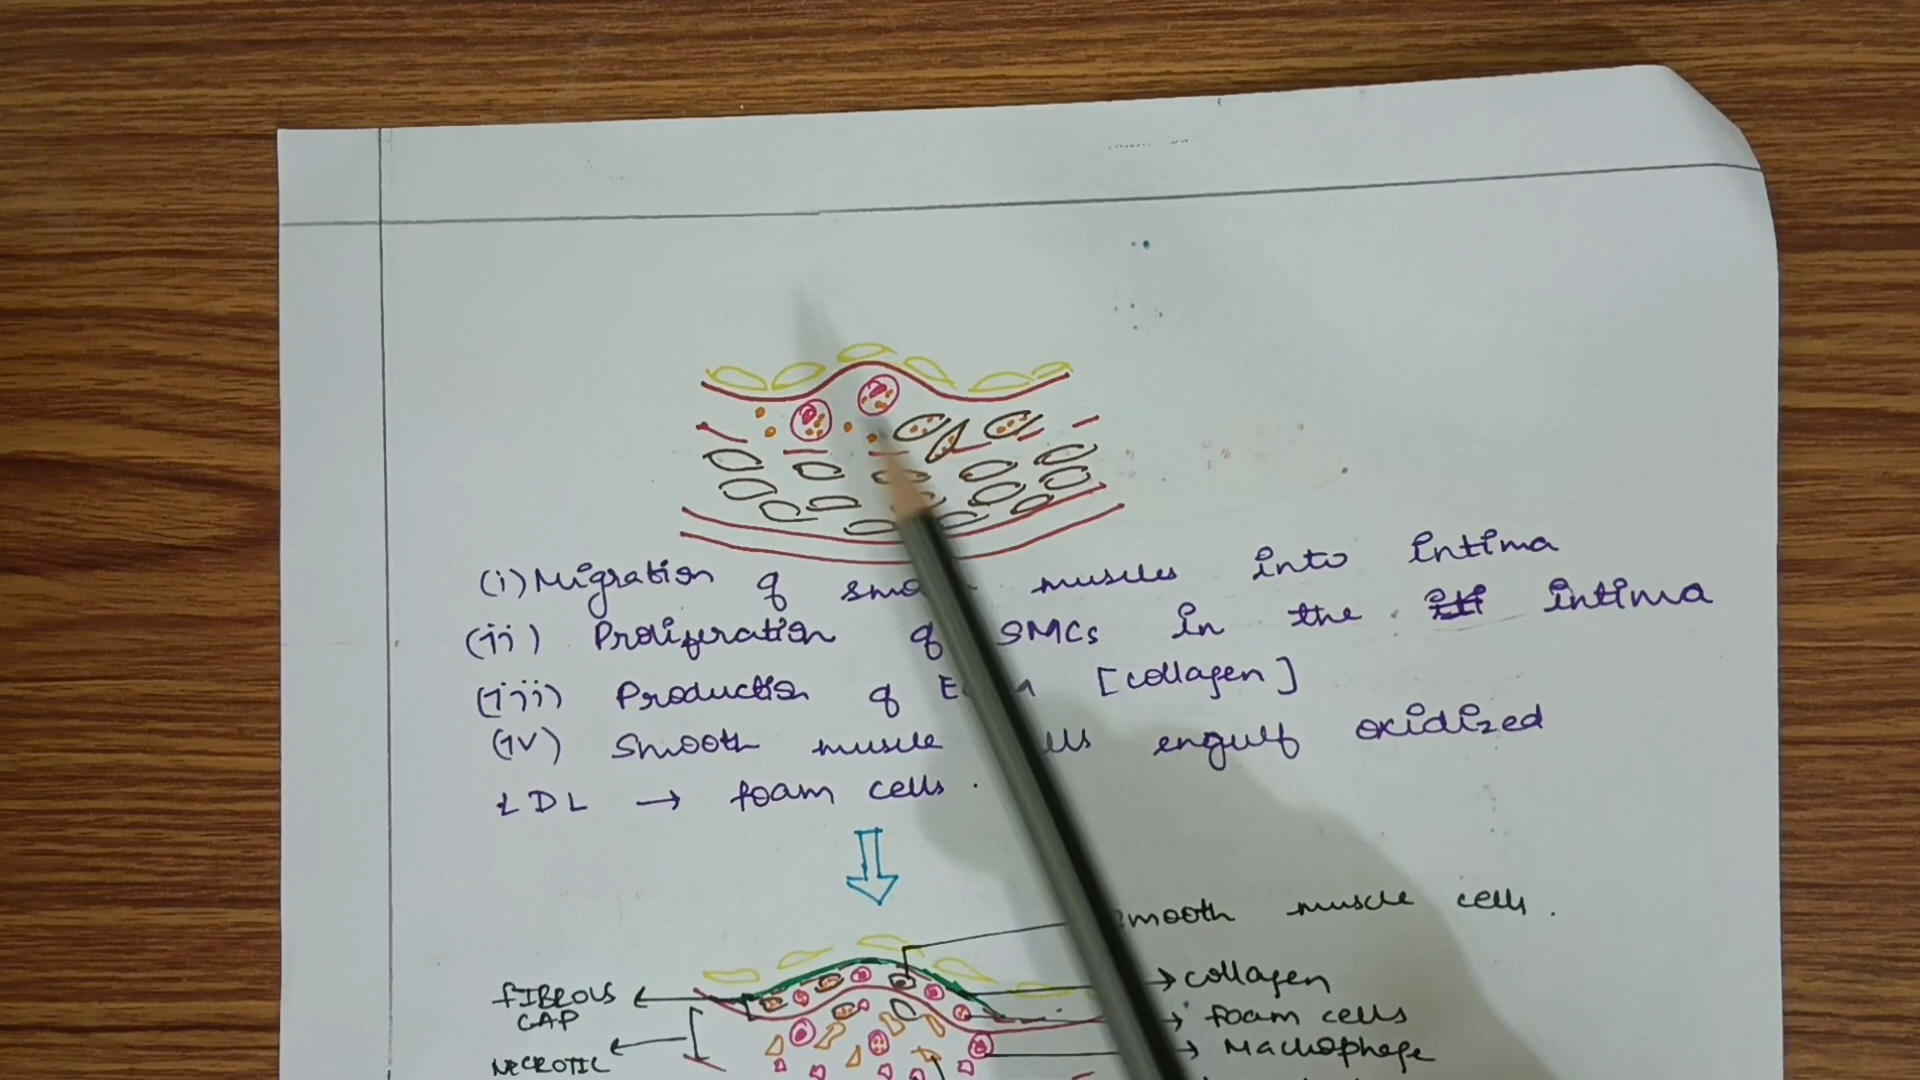 (i) Migration of smo muscles into intima
(ii) Proliferation of SMCs in the intima
(iii) Production of [collagen]
(iv) Smooth muscle engulf oxidized
LDL → foam cells.
smooth muscle cells.
FIBROUS
CAP
collagen
foam cells
Macrophage
NECROTIC